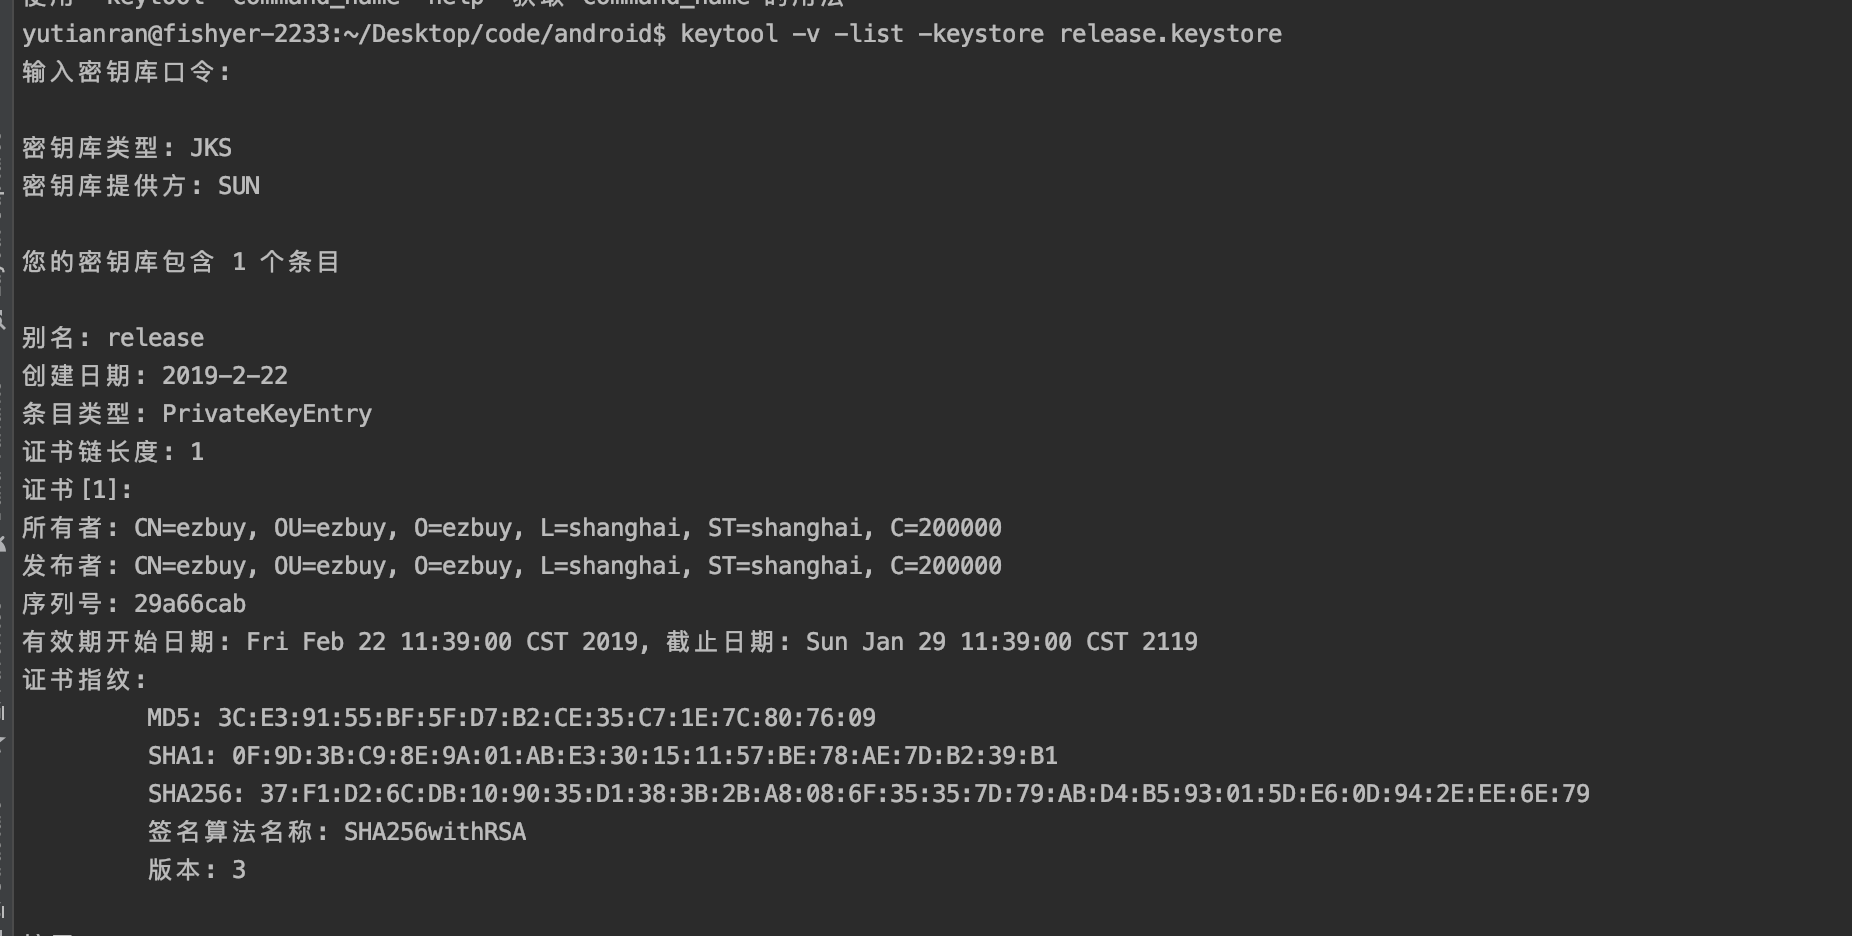 yutianran@fishyer-2233:~/Desktop/code/android$ keytool -v -list -keystore release.keystore
输入密钥库口令:
密钥库类型: JKS
密钥库提供方: SUN
您的密钥库包含 1 个条目
别名: release
创建日期: 2019-2-22
条目类型: PrivateKeyEntry
证书链长度: 1
证书[1]:
所有者: CN=ezbuy, OU=ezbuy, O=ezbuy, L=shanghai, ST=shanghai, C=200000
发布者: CN=ezbuy, OU=ezbuy, O=ezbuy, L=shanghai, ST=shanghai, C=200000
序列号: 29a66cab
有效期开始日期: Fri Feb 22 11:39:00 CST 2019, 截止日期: Sun Jan 29 11:39:00 CST 2119
证书指纹:
MD5: 3C:E3:91:55:BF:5F:D7:B2:CE:35:C7:1E:7C:80:76:09
SHA1: 0F:9D:3B:C9:8E:9A:01:AB:E3:30:15:11:57:BE:78:AE:7D:B2:39:B1
SHA256: 37:F1:D2:6C:DB:10:90:35:D1:38:3B:2B:A8:08:6F:35:35:7D:79:AB:D4:B5:93:01:5D:E6:0D:94:2E:EE:6E:79
签名算法名称: SHA256withRSA
版本: 3